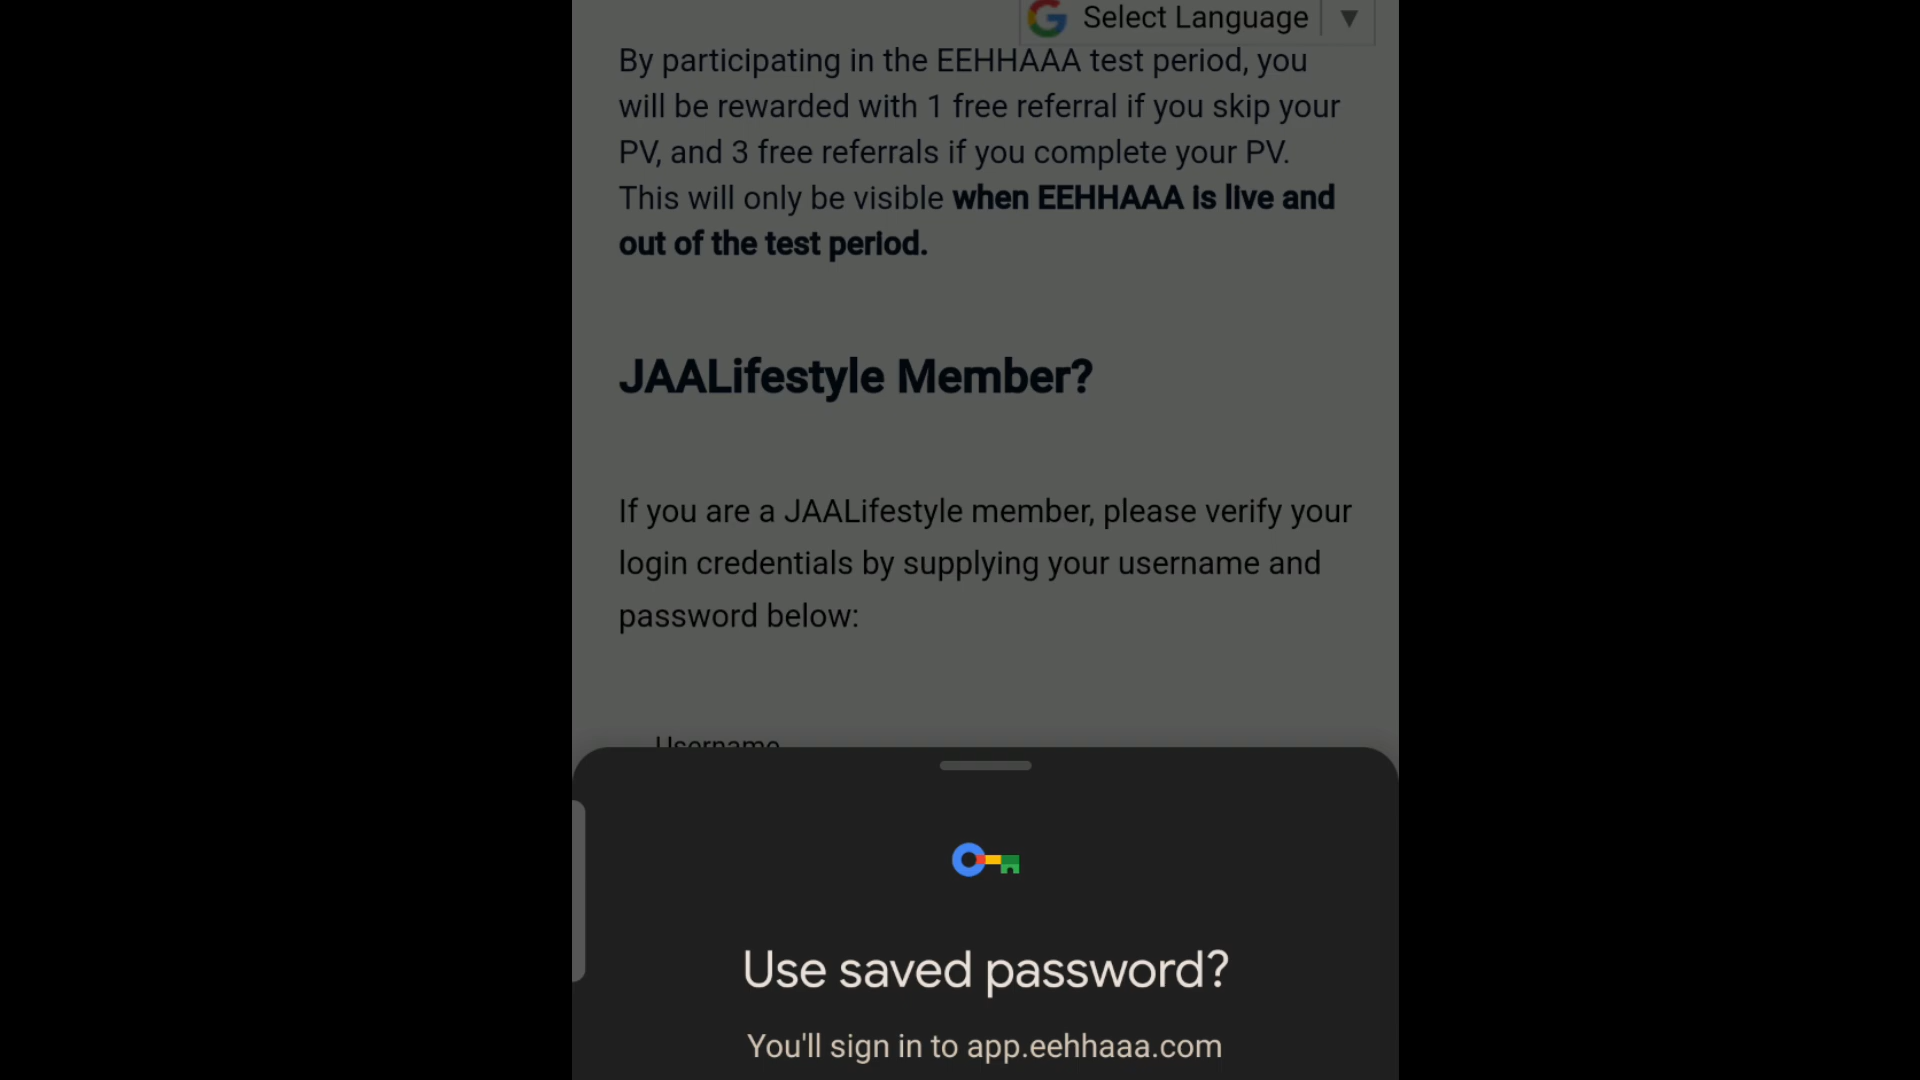 Select Language ▼
By participating in the EEHHAAA test period, you
will be rewarded with 1 free referral if you skip your
PV, and 3 free referrals if you complete your PV.
This will only be visible when EEHHAAA is live and
out of the test period.
JAALifestyle Member?
If you are a JAALifestyle member, please verify your
login credentials by supplying your username and
password below:
Username
Use saved password?
You'll sign in to app.eehhaaa.com